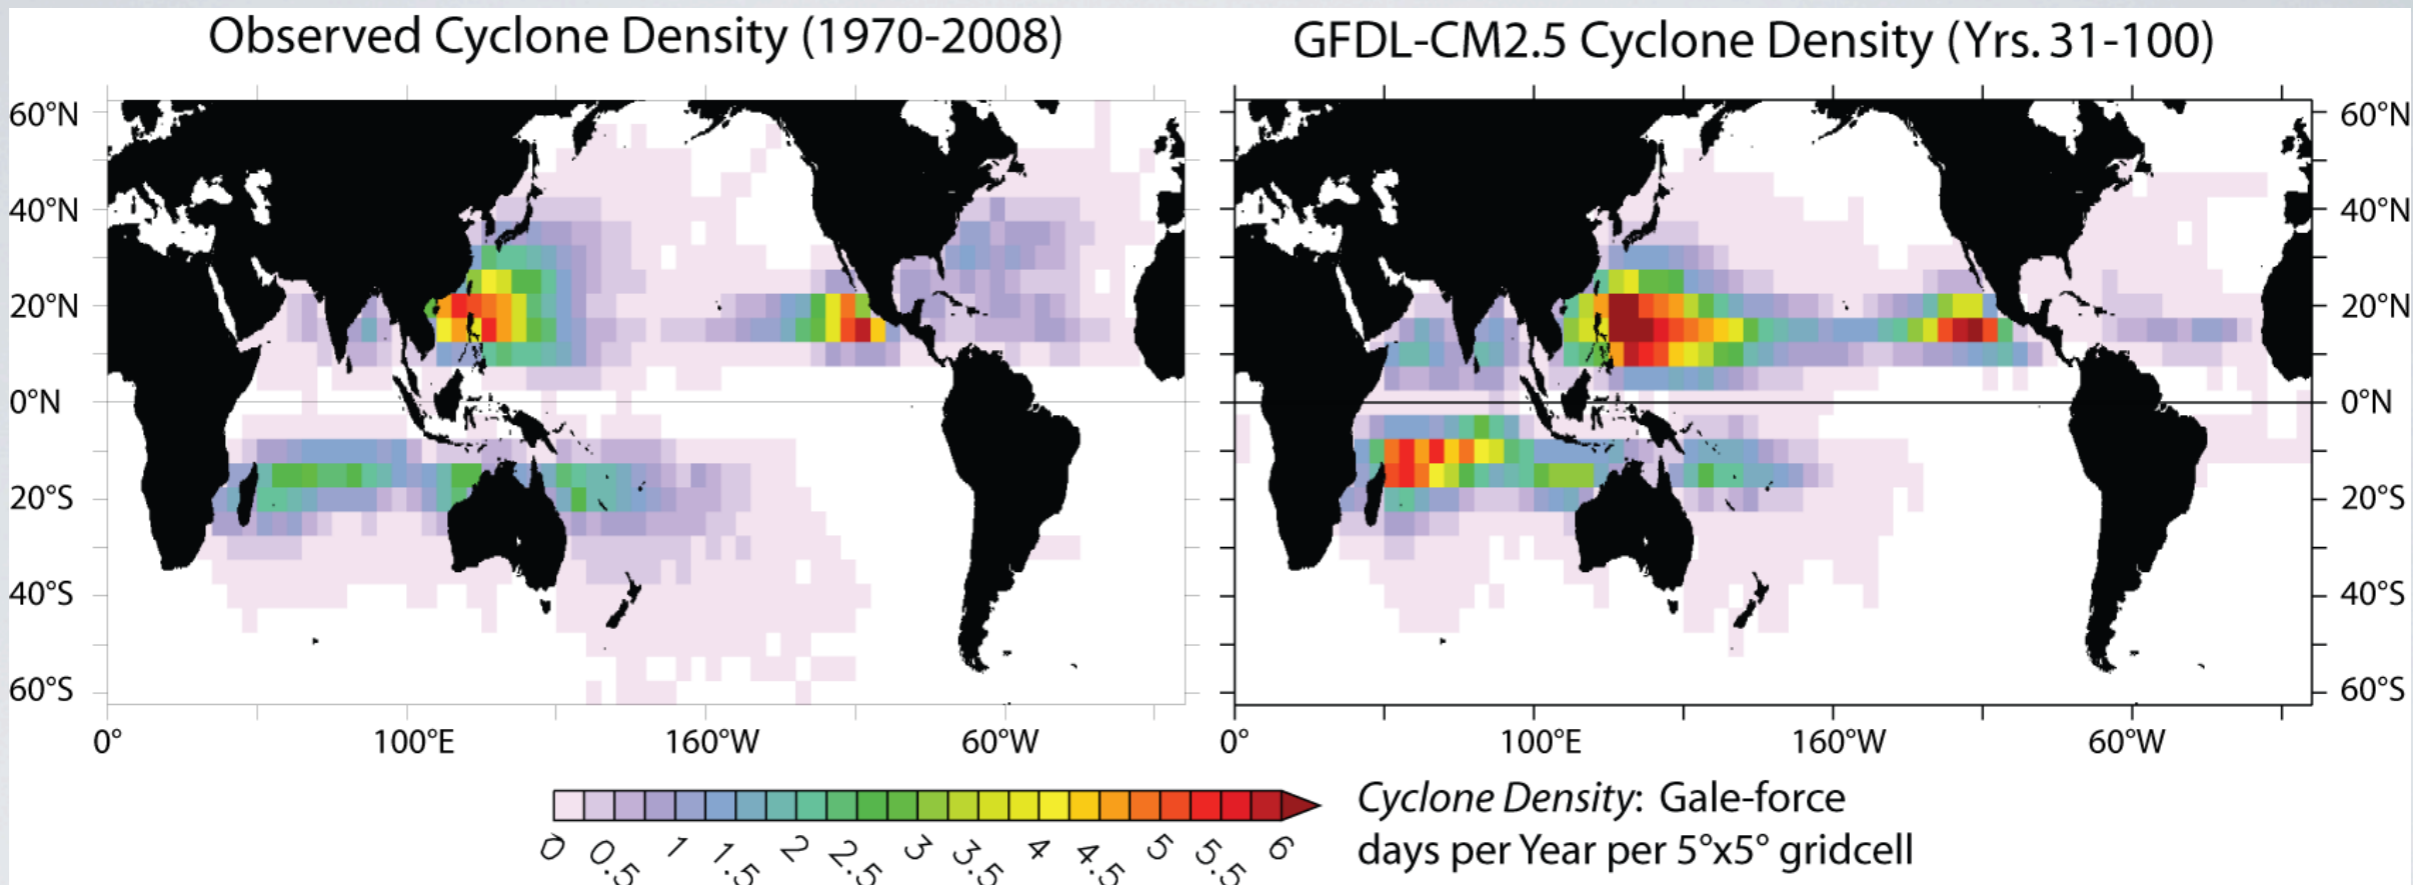 Observed Cyclone Density (1970-2008)
GFDL-CM2.5 Cyclone Density (Yrs. 31-100)
60°N
40°N
20°N
0°N
20°S
40°S
60°S
60°N
40°N
20°N
0°N
20°S
40°S
60°S
0° 100°E 160°W 60°W
0° 100°E 160°W 60°W
0 0.5 1 1.5 2 2.5 3 3.5 4 4.5 5 5.5 6
Cyclone Density: Gale-force
days per Year per 5°x5° gridcell